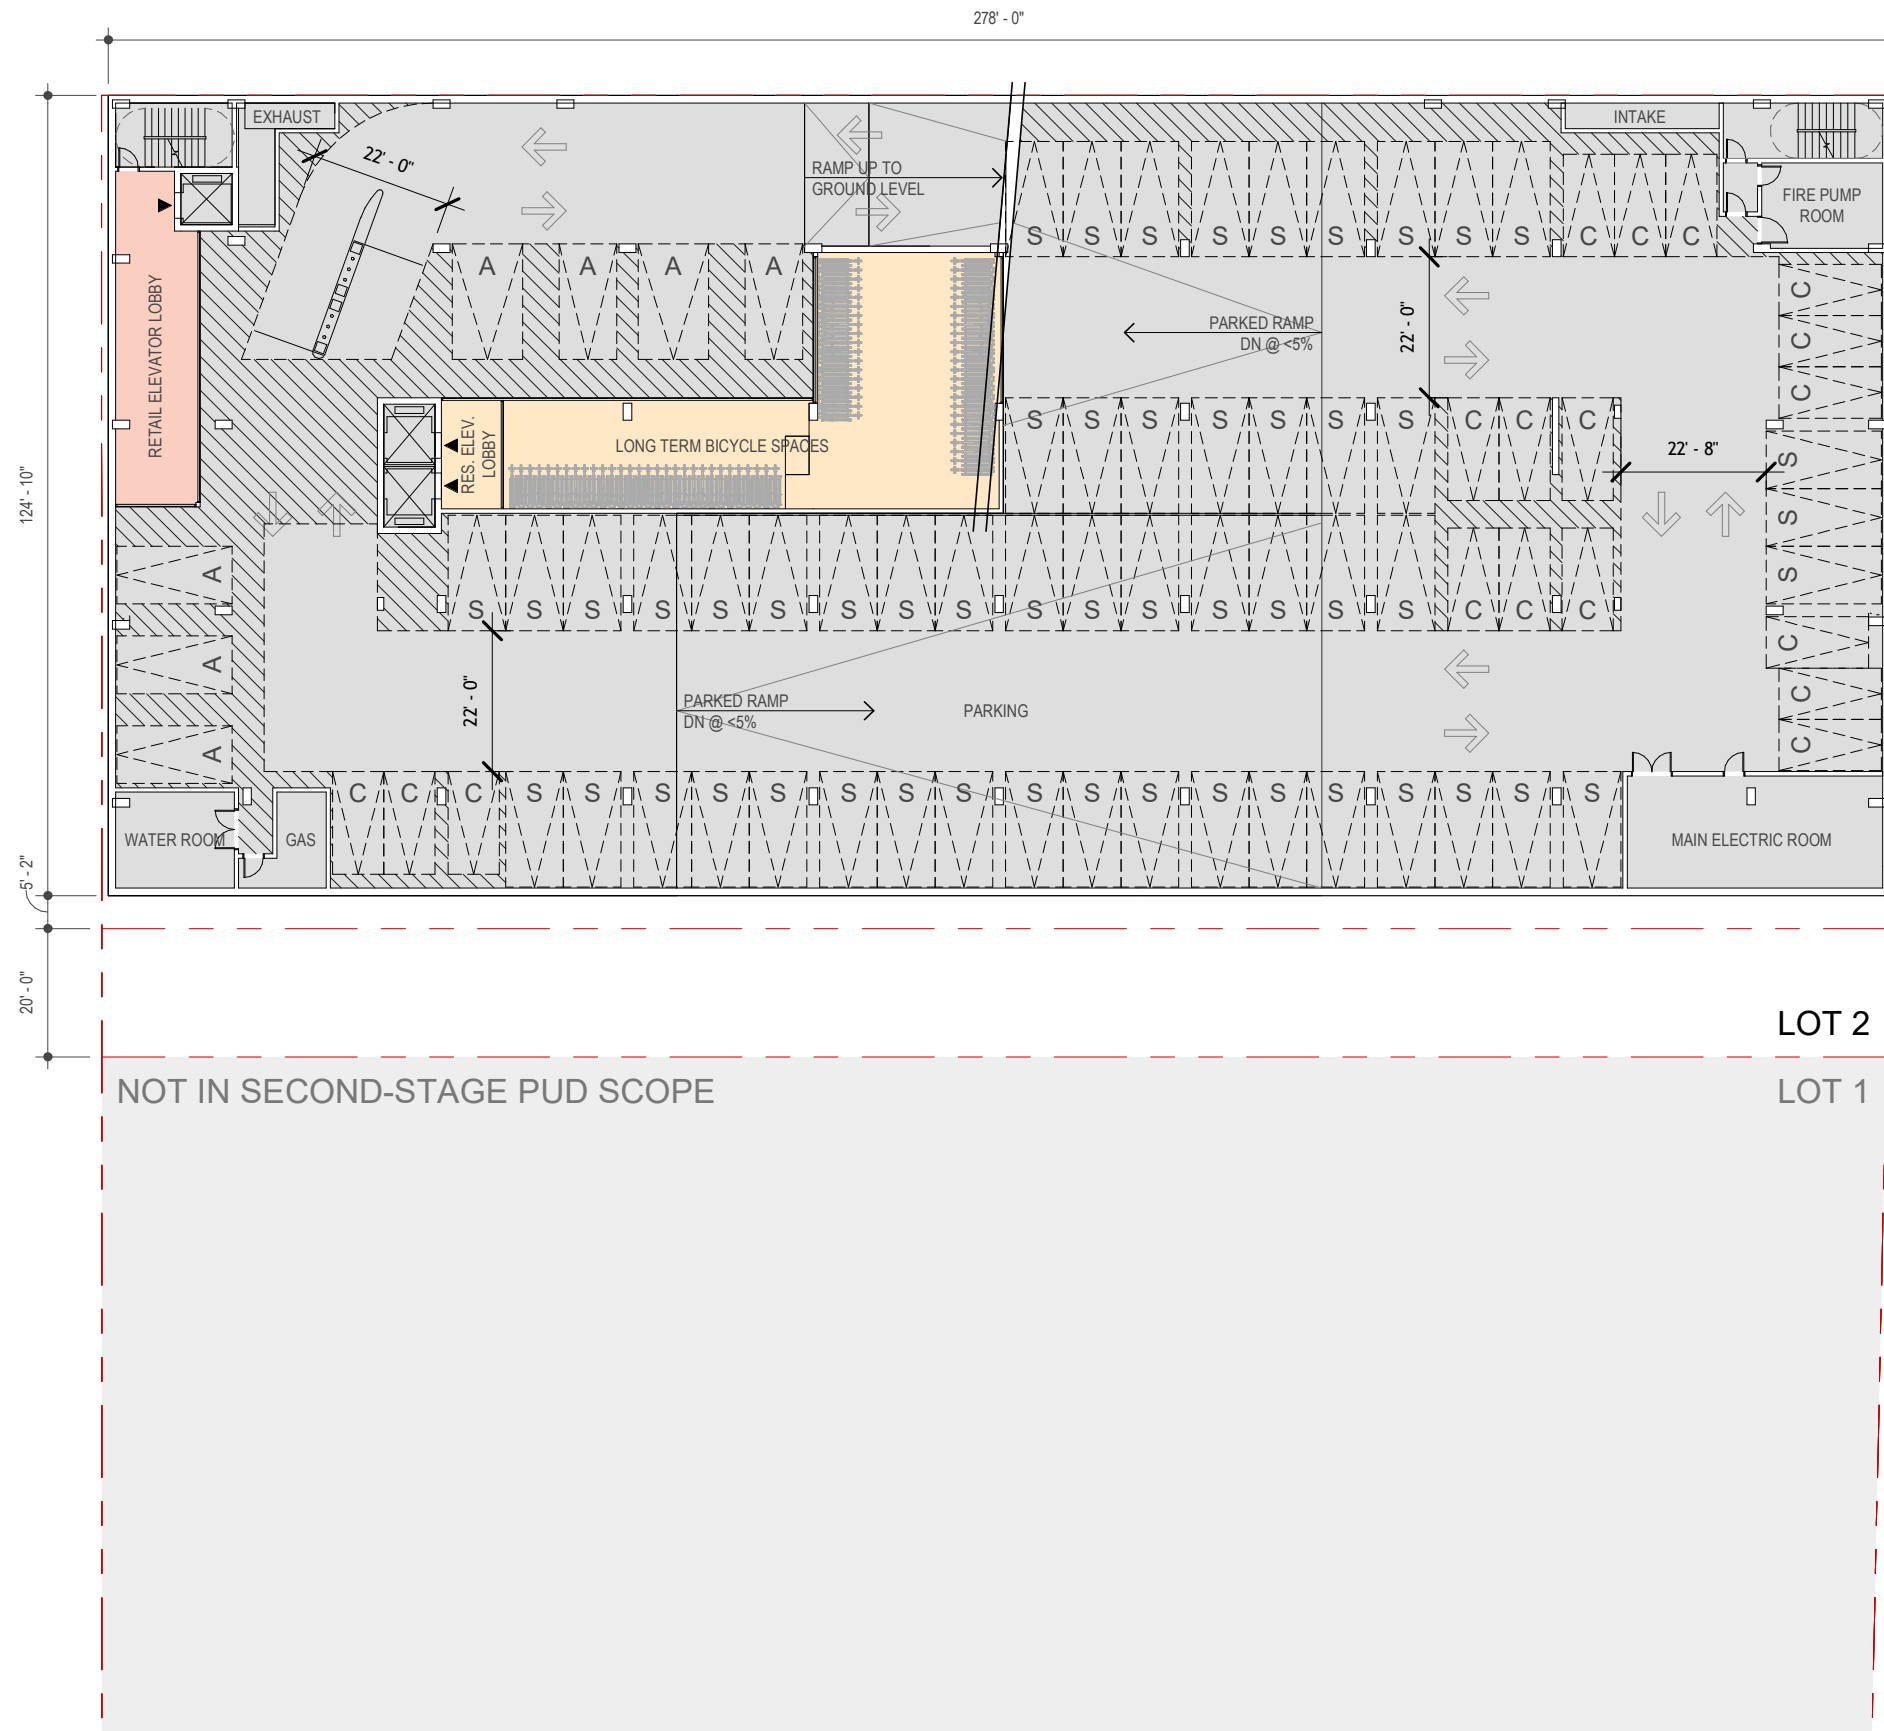 278' - 0"
EXHAUST
INTAKE
22' - 0"
RAMP UP TO
GROUND LEVEL
FIRE PUMP
ROOM
S S S S S S S S S C C C
A A A A
RETAIL ELEVATOR LOBBY
C
C
C
PARKED RAMP
DN @ <5%
22' - 0"
S S S S S S S S C C C
LONG TERM BICYCLE SPACES
RES. ELEV.
LOBBY
22' - 8"
124' - 10"
S
S
S
A
A
A
S S S S S S S S S S S S S S S S S C C C
C
C
C
22' - 0"
PARKED RAMP
DN @ <5%
PARKING
C C C S S S S S S S S S S S S S S S S S S S
WATER ROOM
GAS
MAIN ELECTRIC ROOM
5' - 2"
20' - 0"
LOT 2
NOT IN SECOND-STAGE PUD SCOPE
LOT 1